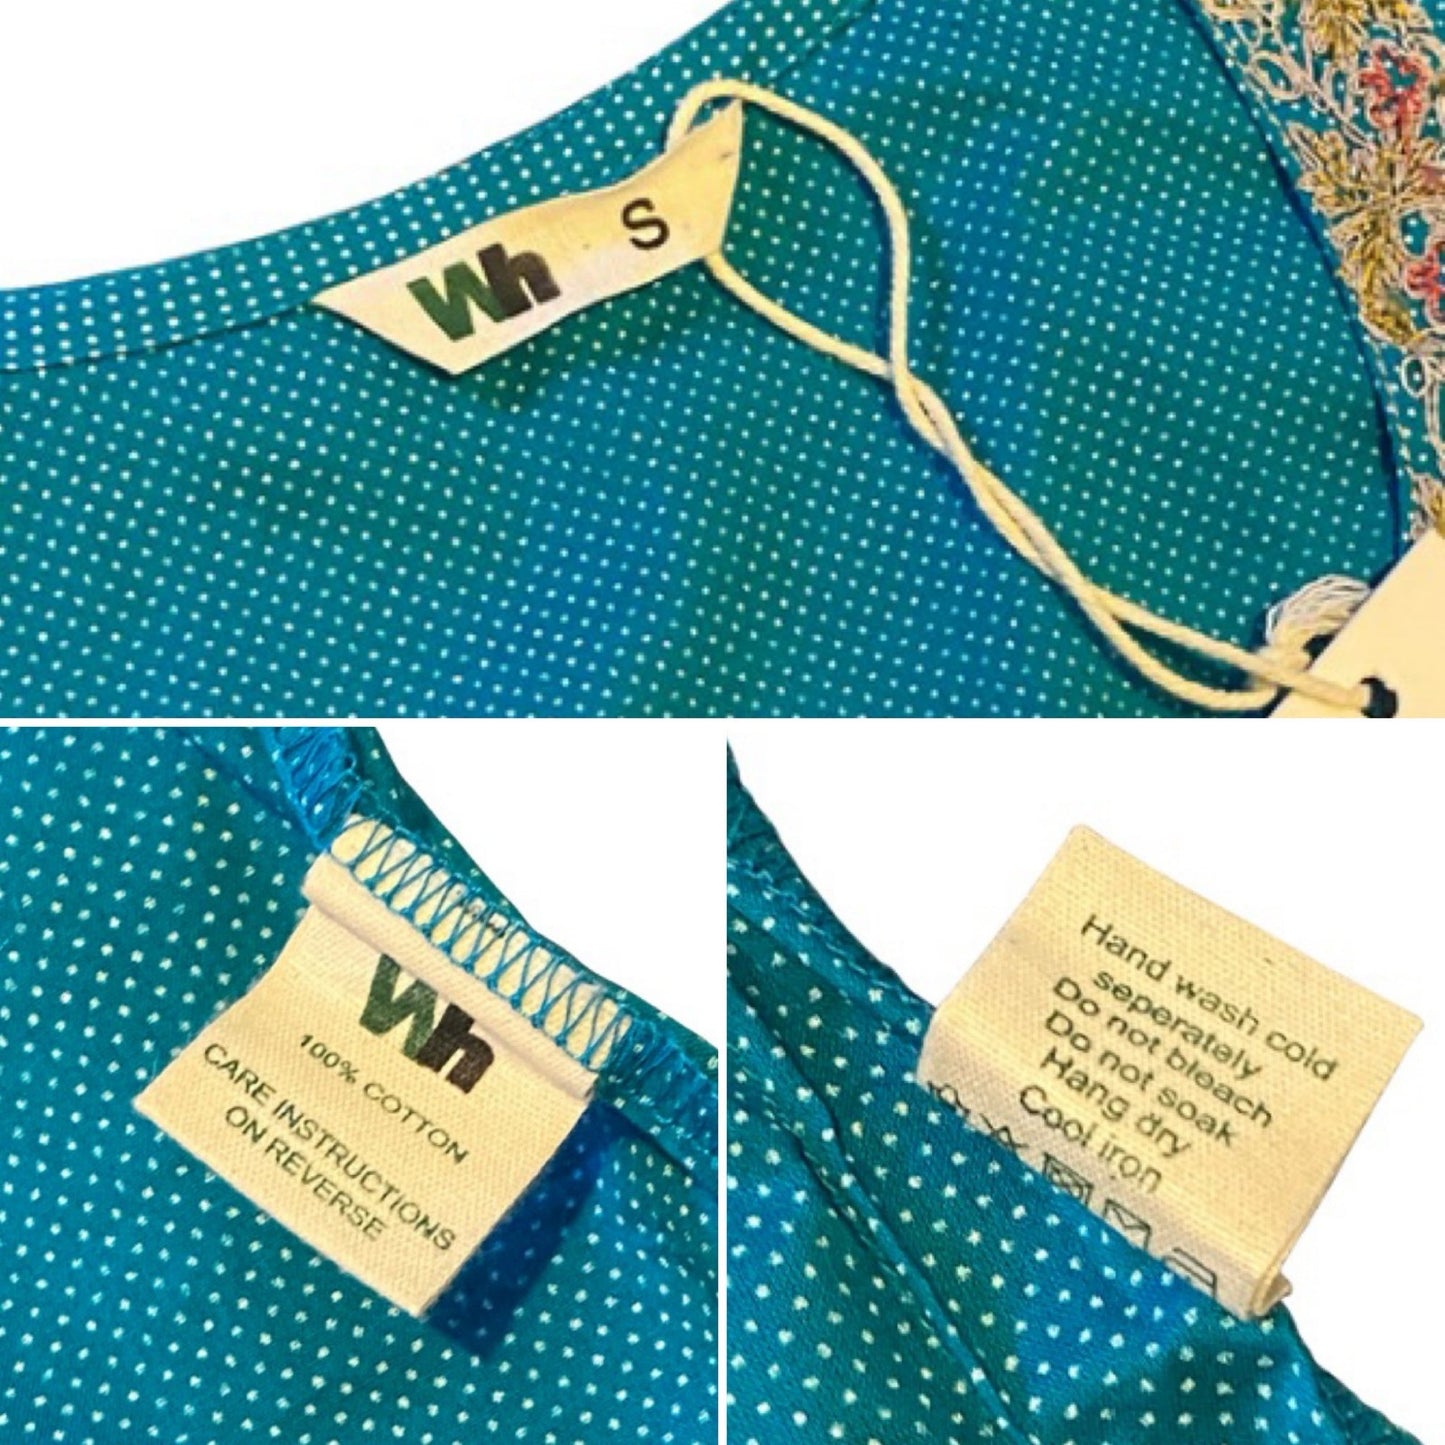 Wh S
Wh
100% COTTON
CARE INSTRUCTIONS
ON REVERSE
Hand wash cold
seperately
Do not bleach
Do not soak
Hang dry
Cool iron